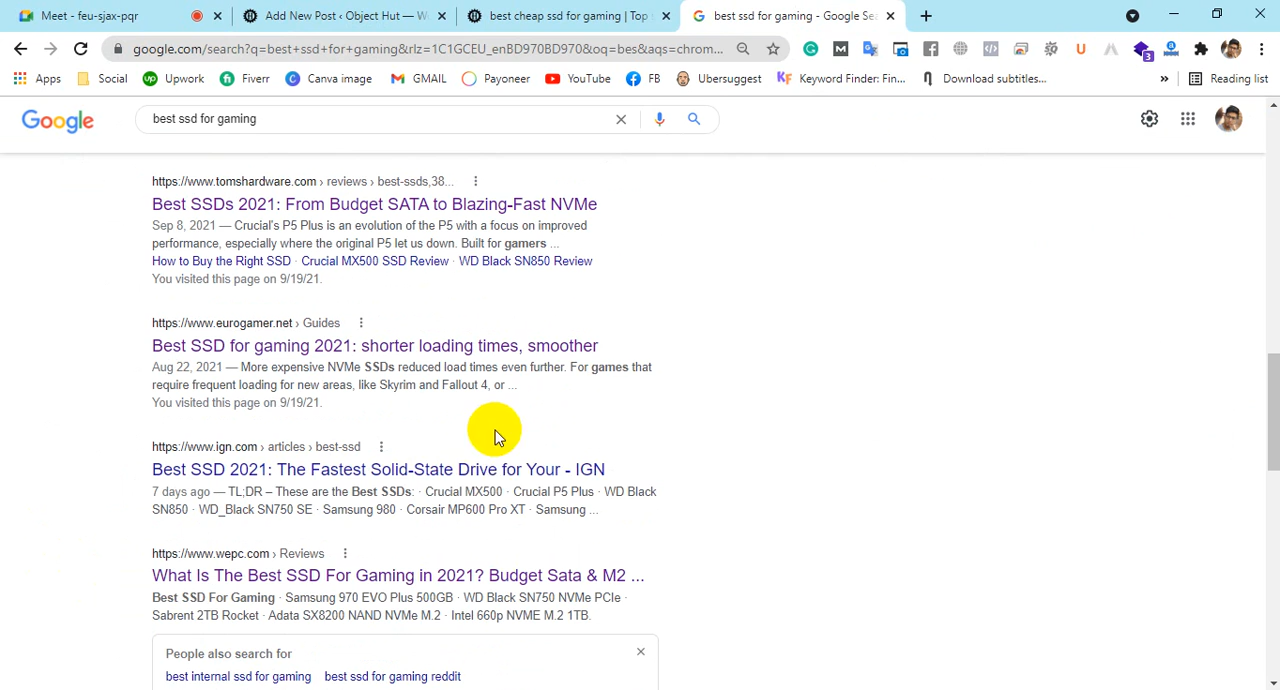 Meet - feu-sjax-pqr
Add New Post ‹ Object Hut — W
best cheap ssd for gaming | Top s
best ssd for gaming - Google Sea
google.com/search?q=best+ssd+for+gaming&rlz=1C1GCEU_enBD970BD970&oq=bes&aqs=chrom...
3
Apps
Social
Upwork
Fiverr
Canva image
GMAIL
Payoneer
YouTube
FB
Ubersuggest
Keyword Finder: Fin...
Download subtitles...
»
Reading list
Google
best ssd for gaming
https://www.tomshardware.com › reviews › best-ssds,38...
Best SSDs 2021: From Budget SATA to Blazing-Fast NVMe
Sep 8, 2021 — Crucial's P5 Plus is an evolution of the P5 with a focus on improved
performance, especially where the original P5 let us down. Built for gamers ...
How to Buy the Right SSD · Crucial MX500 SSD Review · WD Black SN850 Review
You visited this page on 9/19/21.
https://www.eurogamer.net › Guides
Best SSD for gaming 2021: shorter loading times, smoother
Aug 22, 2021 — More expensive NVMe SSDs reduced load times even further. For games that
require frequent loading for new areas, like Skyrim and Fallout 4, or ...
You visited this page on 9/19/21.
https://www.ign.com › articles › best-ssd
Best SSD 2021: The Fastest Solid-State Drive for Your - IGN
7 days ago — TL;DR – These are the Best SSDs: · Crucial MX500 · Crucial P5 Plus · WD Black
SN850 · WD_Black SN750 SE · Samsung 980 · Corsair MP600 Pro XT · Samsung ...
https://www.wepc.com › Reviews
What Is The Best SSD For Gaming in 2021? Budget Sata & M2 ...
Best SSD For Gaming · Samsung 970 EVO Plus 500GB · WD Black SN750 NVMe PCIe ·
Sabrent 2TB Rocket · Adata SX8200 NAND NVMe M.2 · Intel 660p NVME M.2 1TB.
People also search for
best internal ssd for gaming
best ssd for gaming reddit